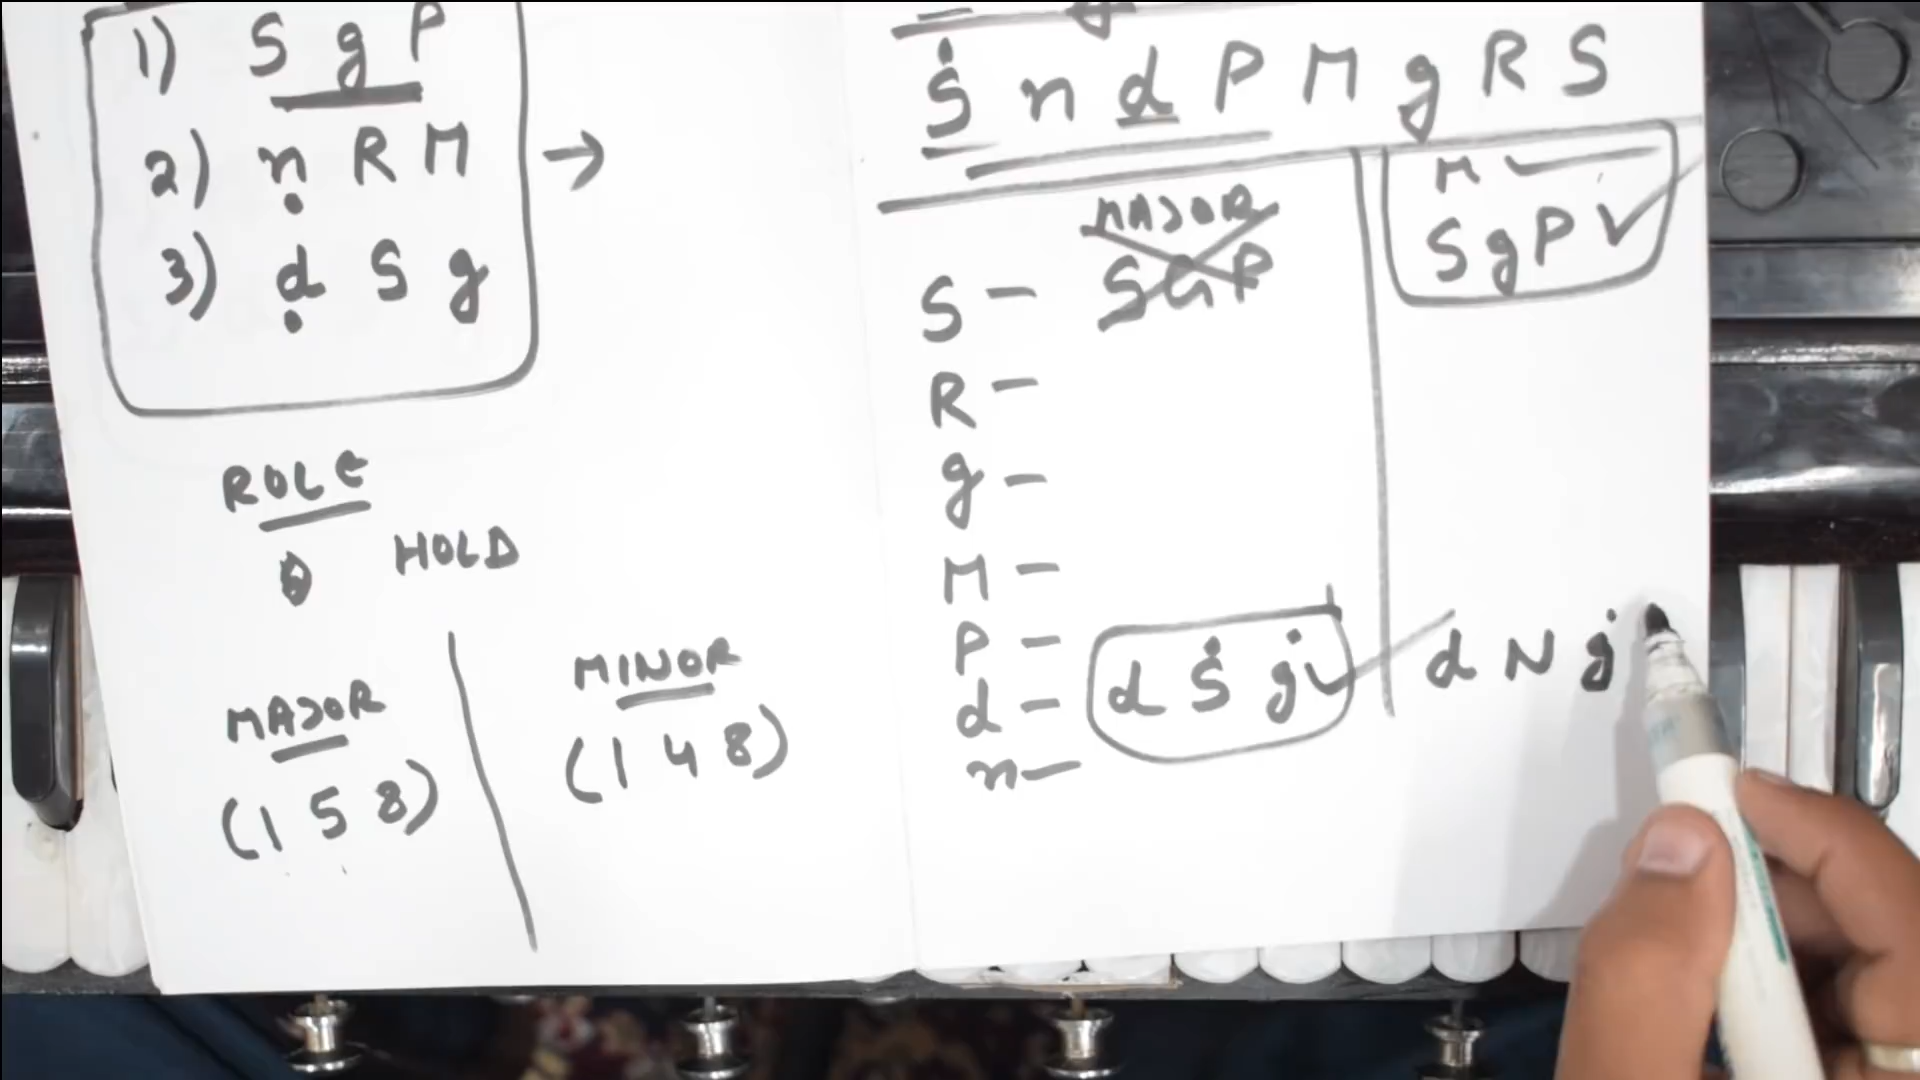 1) S g P
2) ṇ R M
3) ḍ S g
ROLE
HOLD
MAJOR
(1 5 8)
MINOR
(1 4 8)
Ṡ n d P M g R S
MAJOR
S – S G P
R –
g –
M –
P –
d – d Ṡ ġ
n –
M
S g P
d N ġ